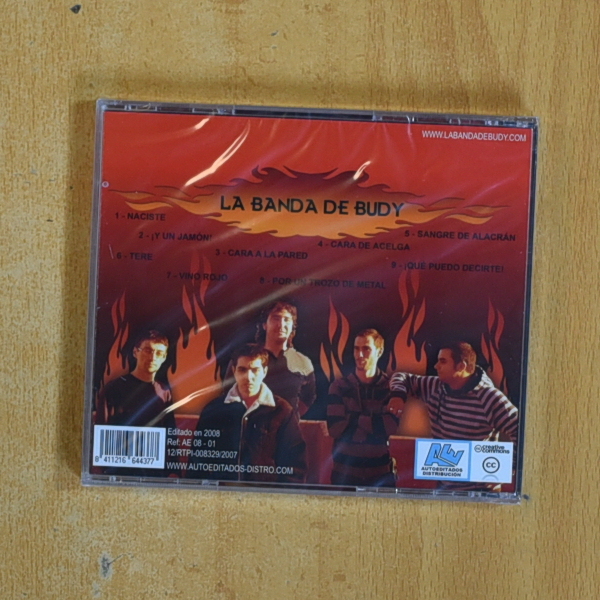 WWW.LABANDADEBUDY.COM
LA BANDA DE BUDY
1 - NACISTE
2 - ¡Y UN JAMÓN!
3 - CARA A LA PARED
4 - CARA DE ACELGA
5 - SANGRE DE ALACRÁN
6 - TERE
7 - VINO ROJO
8 - POR UN TROZO DE METAL
9 - ¡QUE PUEDO DECIRTE!
Editado en 2008
Ref: AE 08 - 01
12/RTPI-008329/2007
8 411216 644377
WWW.AUTOEDITADOS-DISTRO.COM
AUTOEDITADOS
DISTRIBUCIÓN
creative
commons
cc